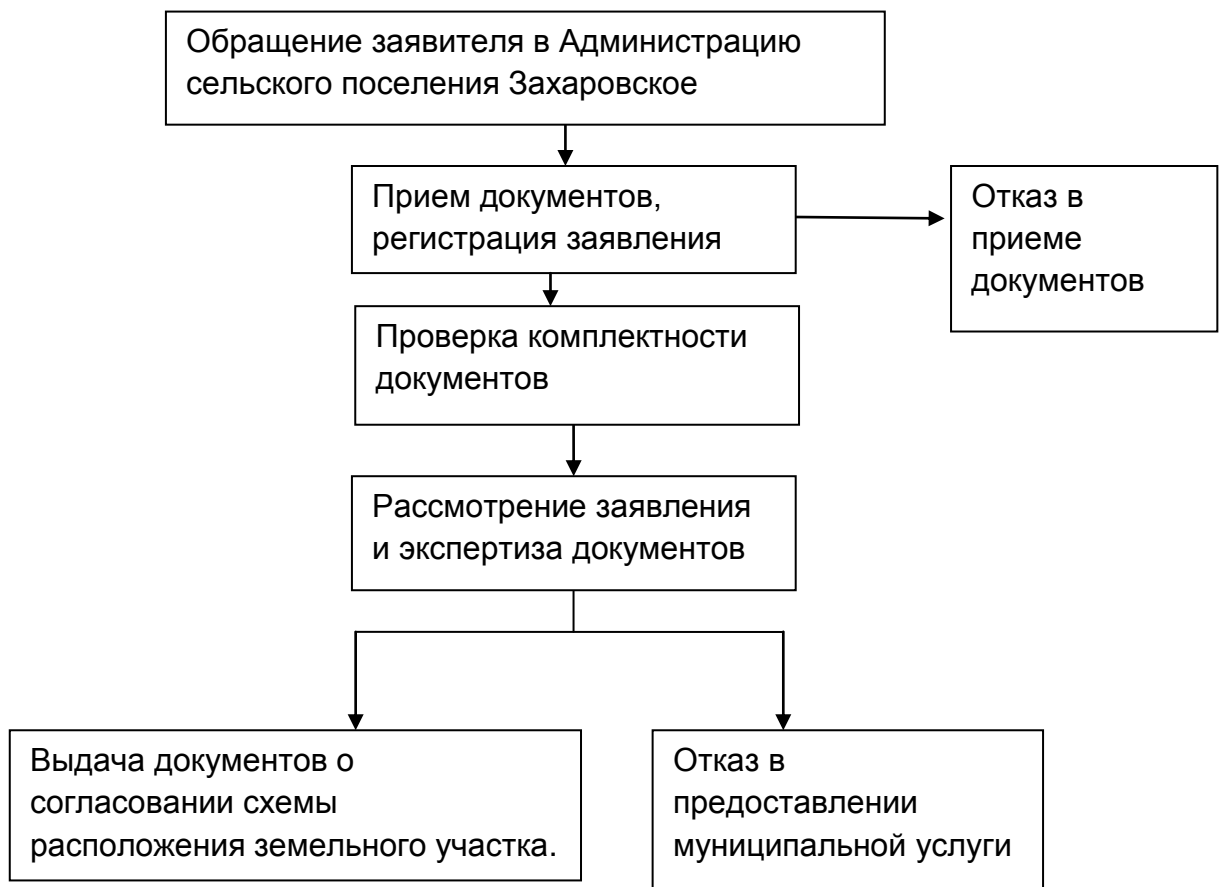 Обращение заявителя в Администрацию
сельского поселения Захаровское
Прием документов,
регистрация заявления
Отказ в
приеме
документов
Проверка комплектности
документов
Рассмотрение заявления
и экспертиза документов
Выдача документов о
согласовании схемы
расположения земельного участка.
Отказ в
предоставлении
муниципальной услуги